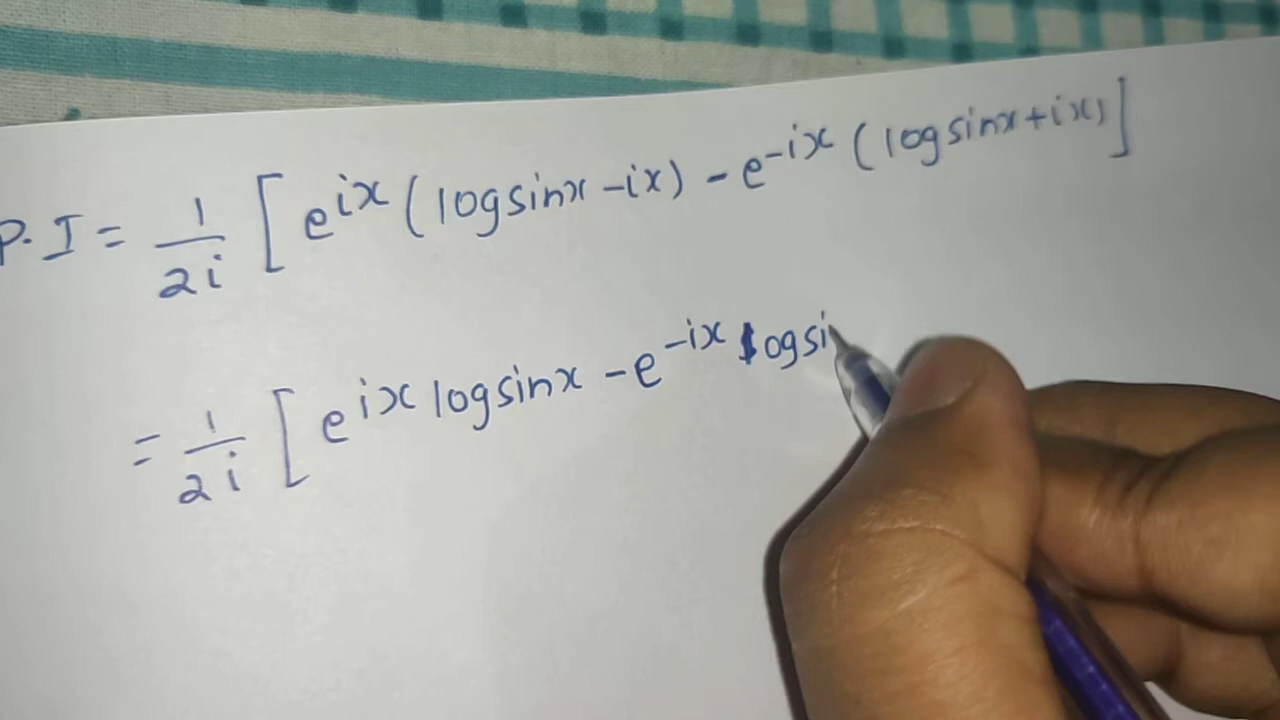 P.I = 1/2i [e^ix (log sinx - ix) - e^-ix (log sinx + ix)]
= 1/2i [e^ix log sinx - e^-ix log si